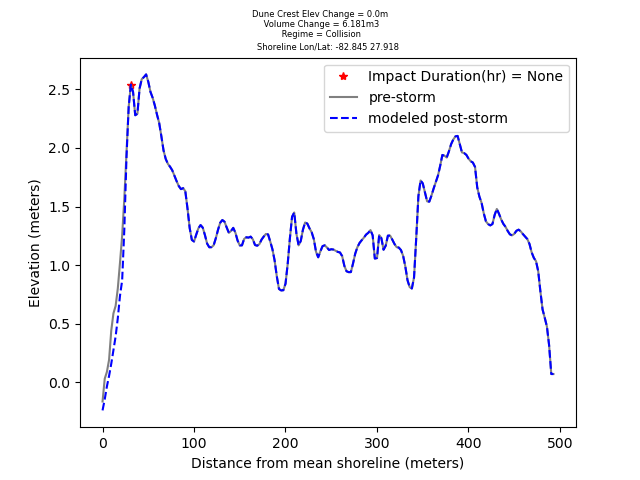 Dune Crest Elev Change = 0.0m
Volume Change = 6.181m3
Regime = Collision
Shoreline Lon/Lat: -82.845 27.918
Impact Duration(hr) = None
pre-storm
modeled post-storm
2.5
2.0
1.5
1.0
0.5
0.0
Elevation (meters)
0 100 200 300 400 500
Distance from mean shoreline (meters)